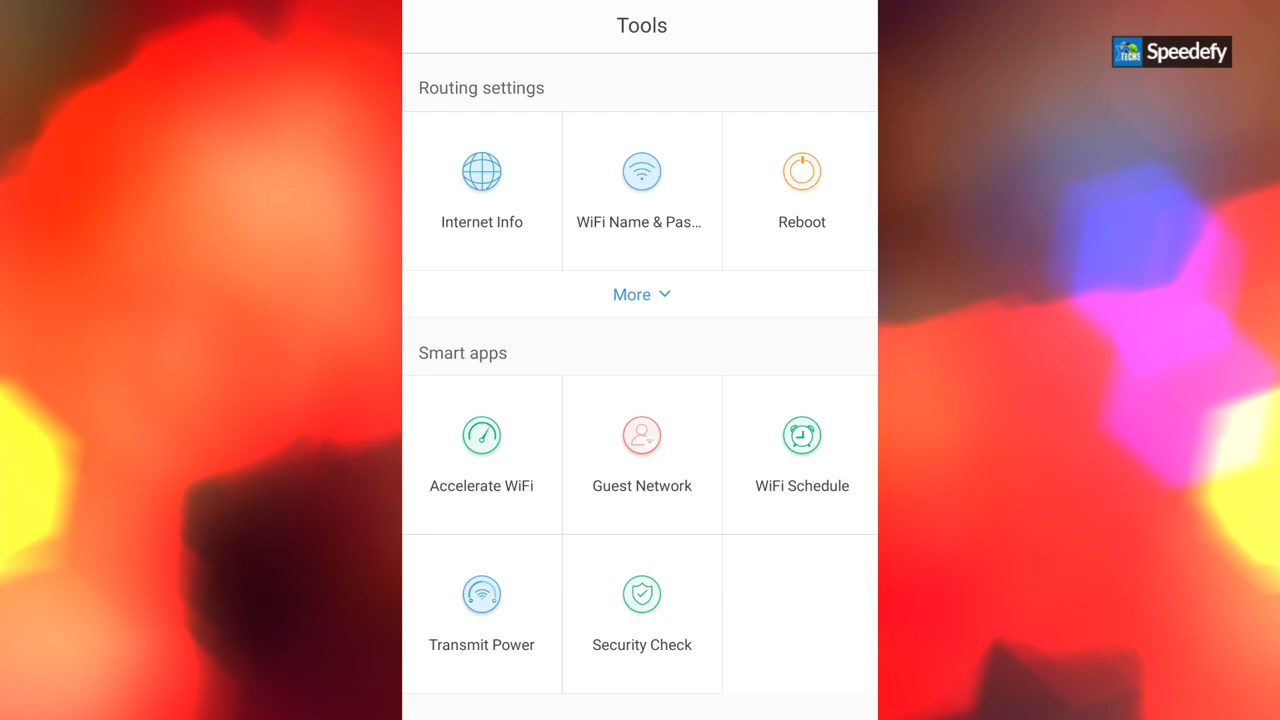 Tools
TECHS Speedefy
Routing settings
Internet Info
WiFi Name & Pas...
Reboot
More
Smart apps
Accelerate WiFi
Guest Network
WiFi Schedule
Transmit Power
Security Check